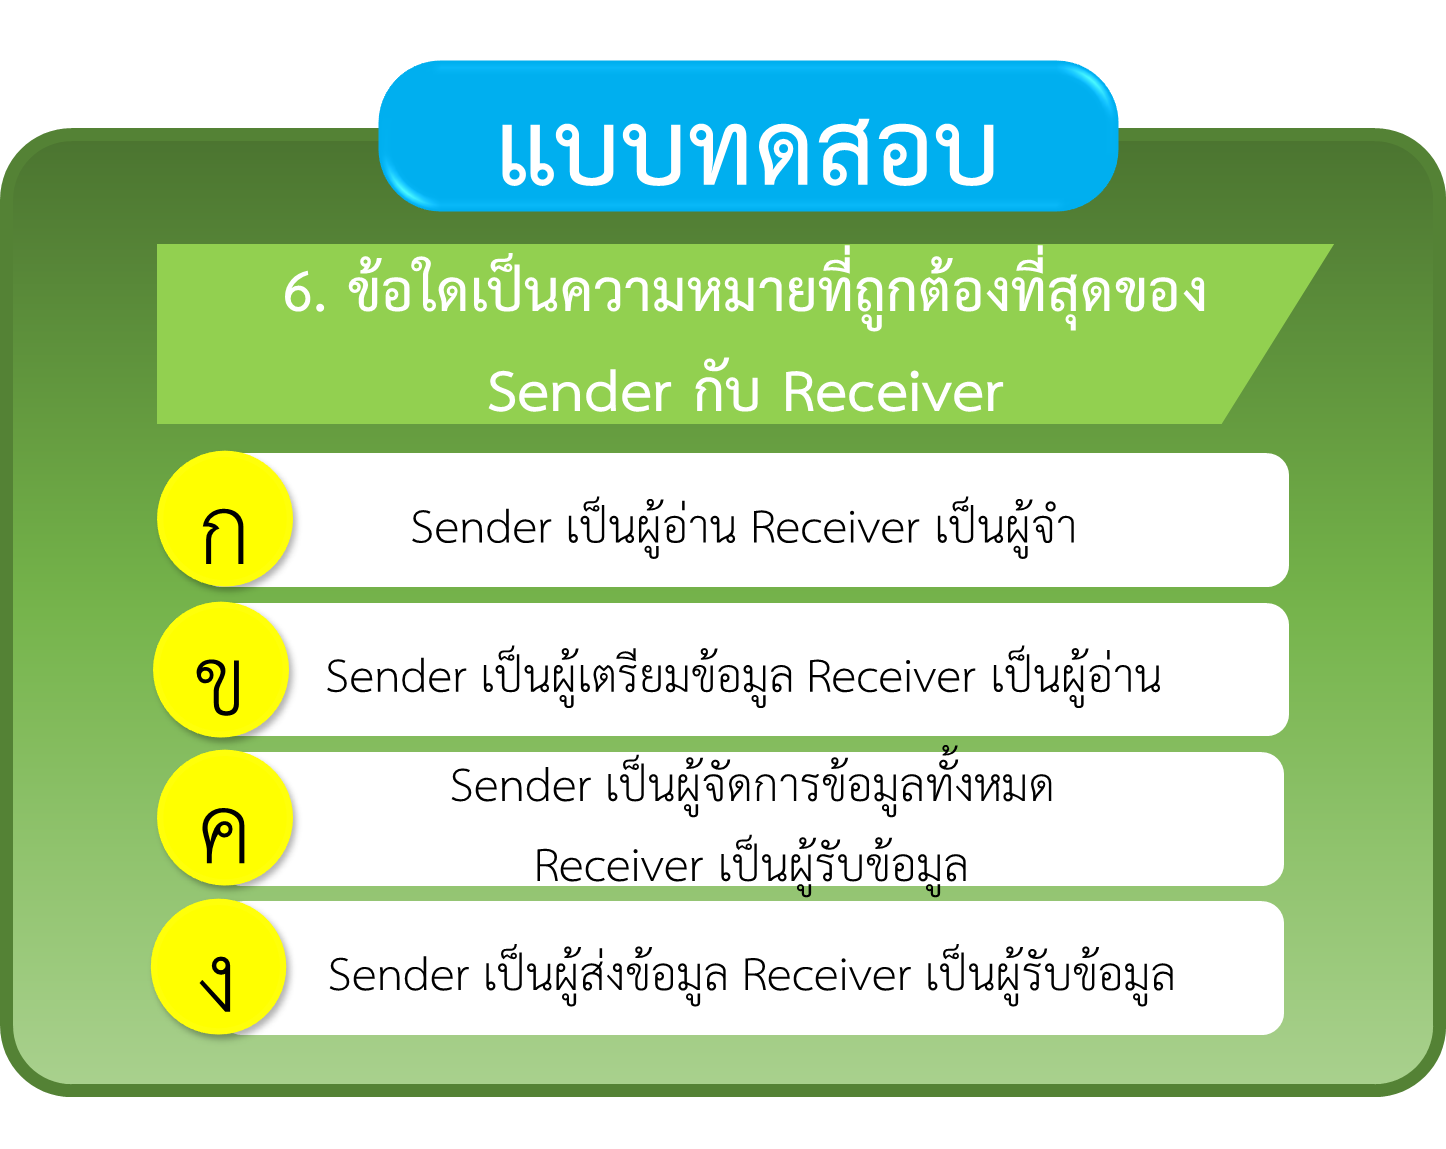 แบบทดสอบ
6. ข้อใดเป็นความหมายที่ถูกต้องที่สุดของ
Sender กับ Receiver
ก
Sender เป็นผู้อ่าน Receiver เป็นผู้จำ
ข
Sender เป็นผู้เตรียมข้อมูล Receiver เป็นผู้อ่าน
ค
Sender เป็นผู้จัดการข้อมูลทั้งหมด
Receiver เป็นผู้รับข้อมูล
ง
Sender เป็นผู้ส่งข้อมูล Receiver เป็นผู้รับข้อมูล